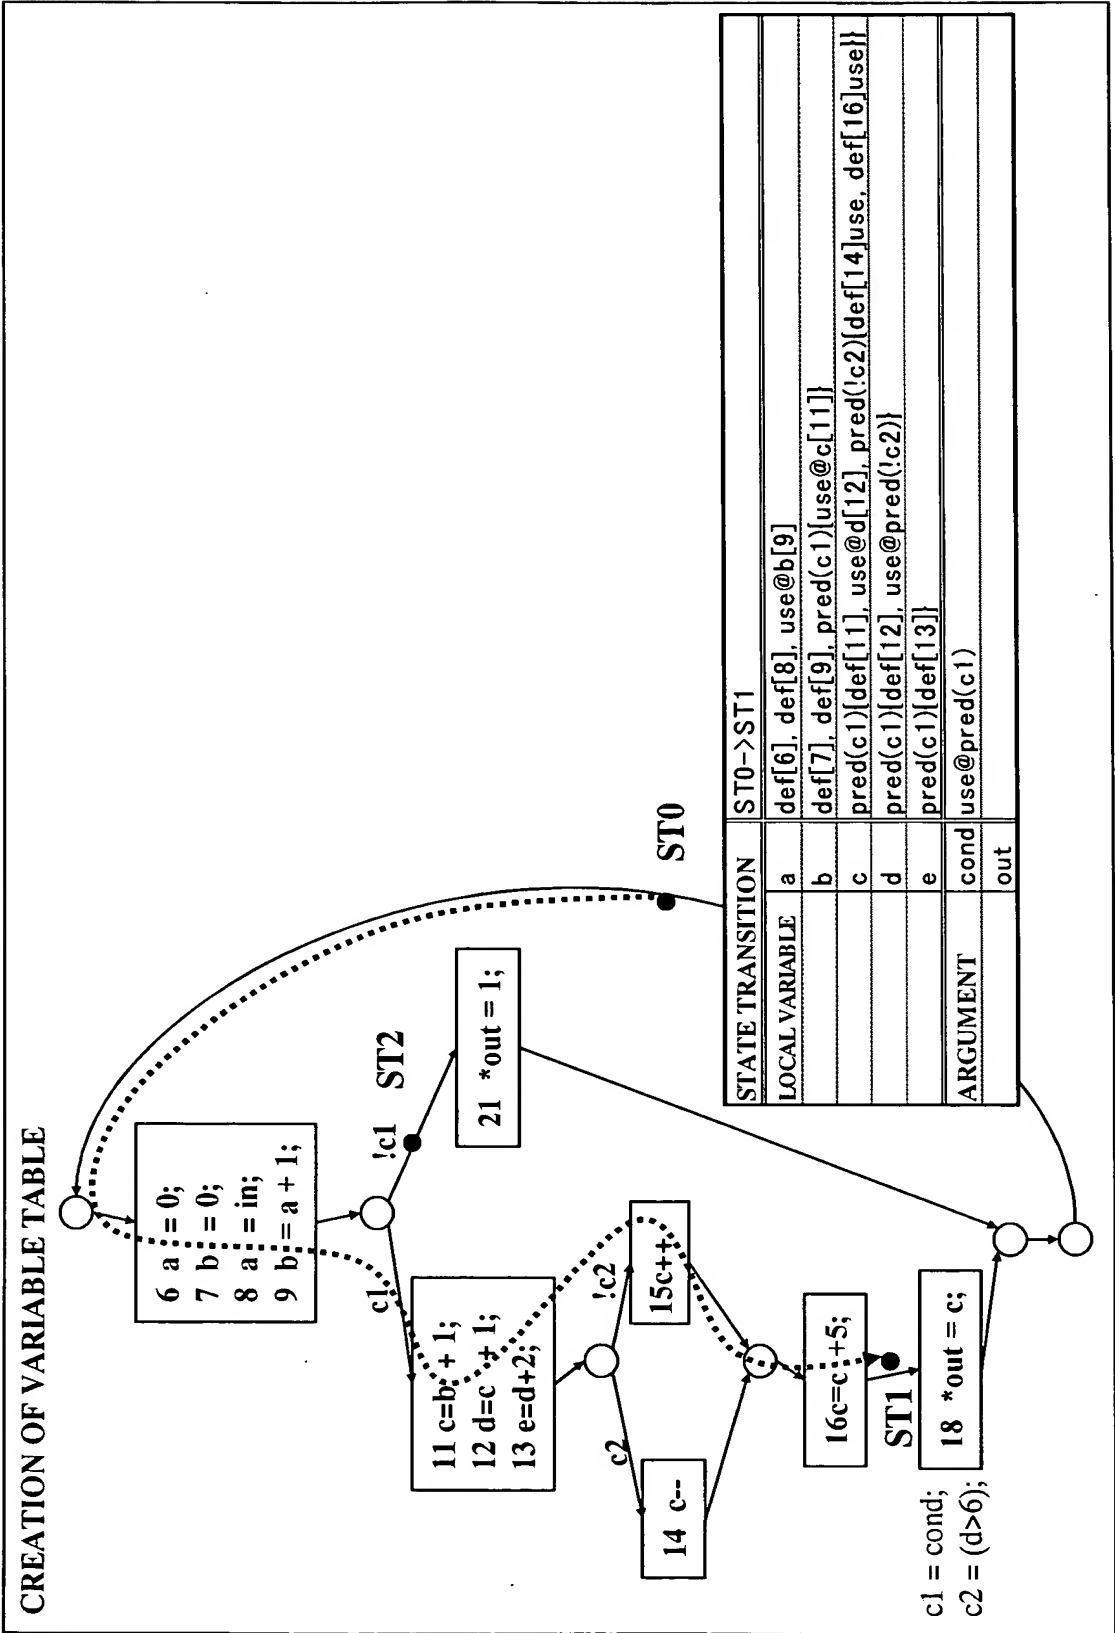 CREATION OF VARIABLE TABLE
6 a = 0;
7 b = 0;
8 a = in;
9 b = a + 1;
c1
!c1
ST2
ST0
11 c=b + 1;
12 d=c + 1;
13 e=d+2;
21 *out = 1;
c2
!c2
14 c--
15c++
16c=c +5;
ST1
18 *out = c;
c1 = cond;
c2 = (d>6);
STATE TRANSITION ST0->ST1
LOCAL VARIABLE a def[6], def[8], use@b[9]
b def[7], def[9], pred(c1){use@c[11]}
c pred(c1){def[11], use@d[12], pred(!c2){def[14]use, def[16]use}}
d pred(c1){def[12], use@pred(!c2)}
e pred(c1){def[13]}
ARGUMENT cond use@pred(c1)
out